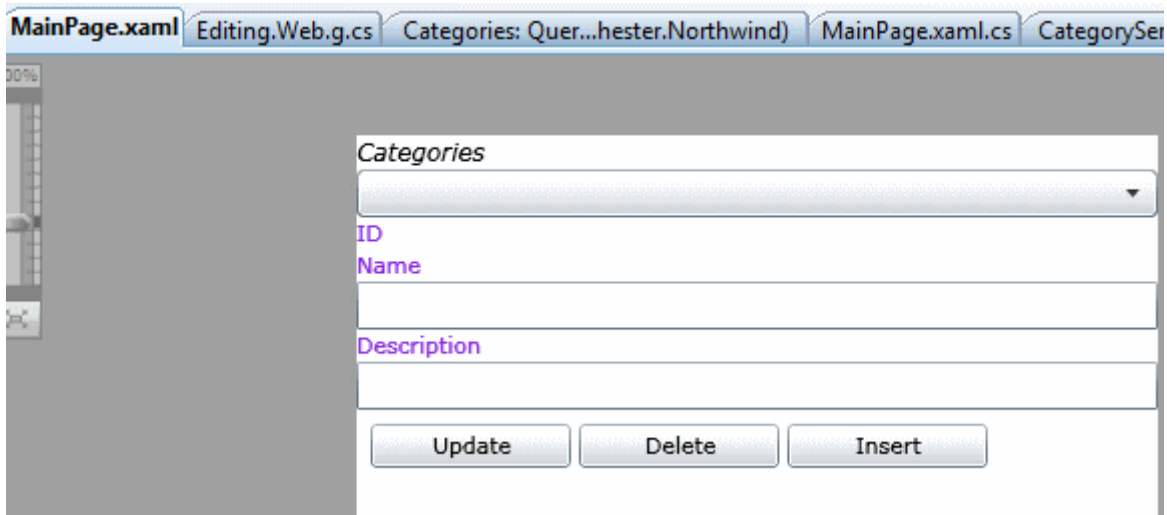 MainPage.xaml Editing.Web.g.cs Categories: Quer...hester.Northwind) MainPage.xaml.cs CategorySer
00%
Categories
ID
Name
Description
Update Delete Insert